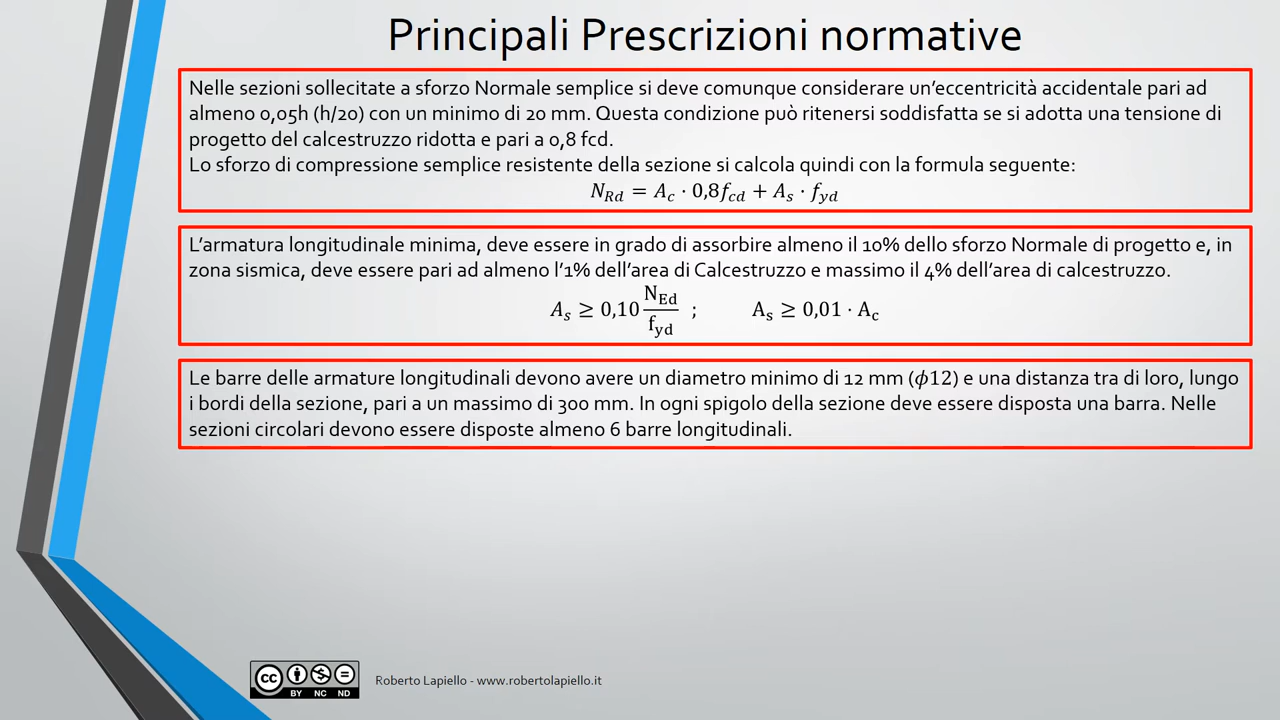 Principali Prescrizioni normative
Nelle sezioni sollecitate a sforzo Normale semplice si deve comunque considerare un'eccentricità accidentale pari ad
almeno 0,05h (h/20) con un minimo di 20 mm. Questa condizione può ritenersi soddisfatta se si adotta una tensione di
progetto del calcestruzzo ridotta e pari a 0,8 fcd.
Lo sforzo di compressione semplice resistente della sezione si calcola quindi con la formula seguente:
N_Rd = A_c · 0,8f_cd + A_s · f_yd
L'armatura longitudinale minima, deve essere in grado di assorbire almeno il 10% dello sforzo Normale di progetto e, in
zona sismica, deve essere pari ad almeno l'1% dell'area di Calcestruzzo e massimo il 4% dell'area di calcestruzzo.
A_s ≥ 0,10 N_Ed/f_yd ; A_s ≥ 0,01 · A_c
Le barre delle armature longitudinali devono avere un diametro minimo di 12 mm (ϕ12) e una distanza tra di loro, lungo
i bordi della sezione, pari a un massimo di 300 mm. In ogni spigolo della sezione deve essere disposta una barra. Nelle
sezioni circolari devono essere disposte almeno 6 barre longitudinali.
cc BY NC ND
Roberto Lapiello - www.robertolapiello.it